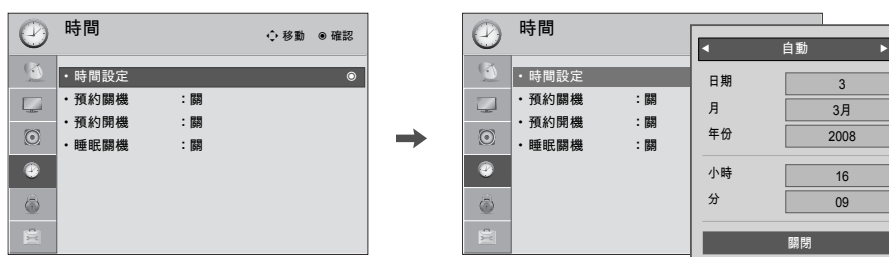 時間
移動 確認
・時間設定
・預約關機 ：關
・預約開機 ：關
・睡眠關機 ：關
時間
・時間設定
・預約關機 ：關
・預約開機 ：關
・睡眠關機 ：關
自動
日期 3
月 3月
年份 2008
小時 16
分 09
關閉